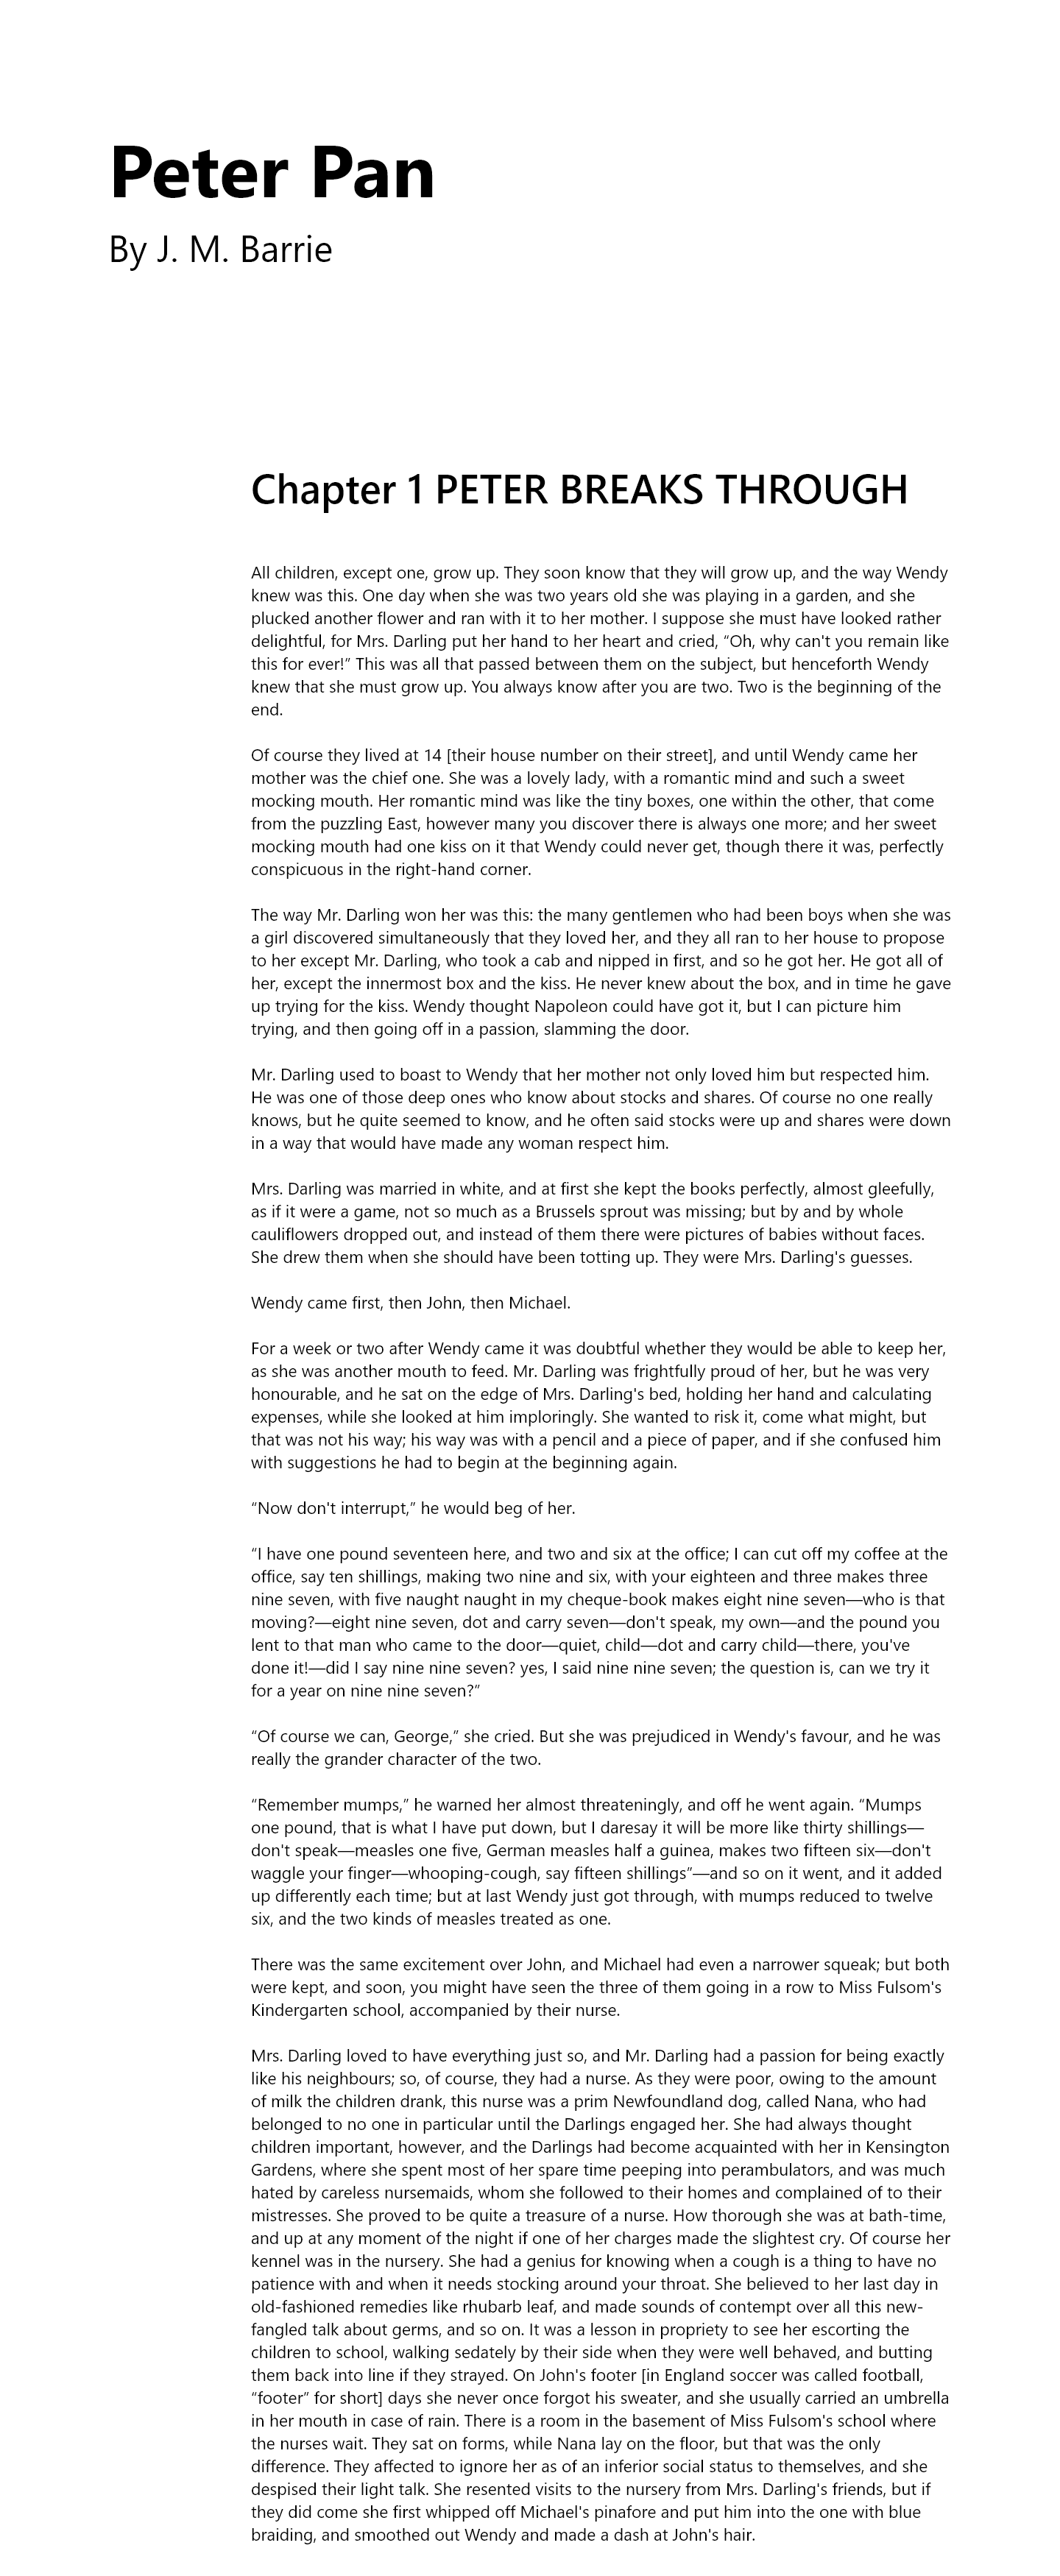 Peter Pan
By J. M. Barrie
Chapter 1 PETER BREAKS THROUGH
All children, except one, grow up. They soon know that they will grow up, and the way Wendy
knew was this. One day when she was two years old she was playing in a garden, and she
plucked another flower and ran with it to her mother. I suppose she must have looked rather
delightful, for Mrs. Darling put her hand to her heart and cried, “Oh, why can't you remain like
this for ever!” This was all that passed between them on the subject, but henceforth Wendy
knew that she must grow up. You always know after you are two. Two is the beginning of the
end.
Of course they lived at 14 [their house number on their street], and until Wendy came her
mother was the chief one. She was a lovely lady, with a romantic mind and such a sweet
mocking mouth. Her romantic mind was like the tiny boxes, one within the other, that come
from the puzzling East, however many you discover there is always one more; and her sweet
mocking mouth had one kiss on it that Wendy could never get, though there it was, perfectly
conspicuous in the right-hand corner.
The way Mr. Darling won her was this: the many gentlemen who had been boys when she was
a girl discovered simultaneously that they loved her, and they all ran to her house to propose
to her except Mr. Darling, who took a cab and nipped in first, and so he got her. He got all of
her, except the innermost box and the kiss. He never knew about the box, and in time he gave
up trying for the kiss. Wendy thought Napoleon could have got it, but I can picture him
trying, and then going off in a passion, slamming the door.
Mr. Darling used to boast to Wendy that her mother not only loved him but respected him.
He was one of those deep ones who know about stocks and shares. Of course no one really
knows, but he quite seemed to know, and he often said stocks were up and shares were down
in a way that would have made any woman respect him.
Mrs. Darling was married in white, and at first she kept the books perfectly, almost gleefully,
as if it were a game, not so much as a Brussels sprout was missing; but by and by whole
cauliflowers dropped out, and instead of them there were pictures of babies without faces.
She drew them when she should have been totting up. They were Mrs. Darling's guesses.
Wendy came first, then John, then Michael.
For a week or two after Wendy came it was doubtful whether they would be able to keep her,
as she was another mouth to feed. Mr. Darling was frightfully proud of her, but he was very
honourable, and he sat on the edge of Mrs. Darling's bed, holding her hand and calculating
expenses, while she looked at him imploringly. She wanted to risk it, come what might, but
that was not his way; his way was with a pencil and a piece of paper, and if she confused him
with suggestions he had to begin at the beginning again.
“Now don't interrupt,” he would beg of her.
“I have one pound seventeen here, and two and six at the office; I can cut off my coffee at the
office, say ten shillings, making two nine and six, with your eighteen and three makes three
nine seven, with five naught naught in my cheque-book makes eight nine seven—who is that
moving?—eight nine seven, dot and carry seven—don't speak, my own—and the pound you
lent to that man who came to the door—quiet, child—dot and carry child—there, you've
done it!—did I say nine nine seven? yes, I said nine nine seven; the question is, can we try it
for a year on nine nine seven?”
“Of course we can, George,” she cried. But she was prejudiced in Wendy's favour, and he was
really the grander character of the two.
“Remember mumps,” he warned her almost threateningly, and off he went again. “Mumps
one pound, that is what I have put down, but I daresay it will be more like thirty shillings—
don't speak—measles one five, German measles half a guinea, makes two fifteen six—don't
waggle your finger—whooping-cough, say fifteen shillings”—and so on it went, and it added
up differently each time; but at last Wendy just got through, with mumps reduced to twelve
six, and the two kinds of measles treated as one.
There was the same excitement over John, and Michael had even a narrower squeak; but both
were kept, and soon, you might have seen the three of them going in a row to Miss Fulsom's
Kindergarten school, accompanied by their nurse.
Mrs. Darling loved to have everything just so, and Mr. Darling had a passion for being exactly
like his neighbours; so, of course, they had a nurse. As they were poor, owing to the amount
of milk the children drank, this nurse was a prim Newfoundland dog, called Nana, who had
belonged to no one in particular until the Darlings engaged her. She had always thought
children important, however, and the Darlings had become acquainted with her in Kensington
Gardens, where she spent most of her spare time peeping into perambulators, and was much
hated by careless nursemaids, whom she followed to their homes and complained of to their
mistresses. She proved to be quite a treasure of a nurse. How thorough she was at bath-time,
and up at any moment of the night if one of her charges made the slightest cry. Of course her
kennel was in the nursery. She had a genius for knowing when a cough is a thing to have no
patience with and when it needs stocking around your throat. She believed to her last day in
old-fashioned remedies like rhubarb leaf, and made sounds of contempt over all this new-
fangled talk about germs, and so on. It was a lesson in propriety to see her escorting the
children to school, walking sedately by their side when they were well behaved, and butting
them back into line if they strayed. On John's footer [in England soccer was called football,
“footer” for short] days she never once forgot his sweater, and she usually carried an umbrella
in her mouth in case of rain. There is a room in the basement of Miss Fulsom's school where
the nurses wait. They sat on forms, while Nana lay on the floor, but that was the only
difference. They affected to ignore her as of an inferior social status to themselves, and she
despised their light talk. She resented visits to the nursery from Mrs. Darling's friends, but if
they did come she first whipped off Michael's pinafore and put him into the one with blue
braiding, and smoothed out Wendy and made a dash at John's hair.